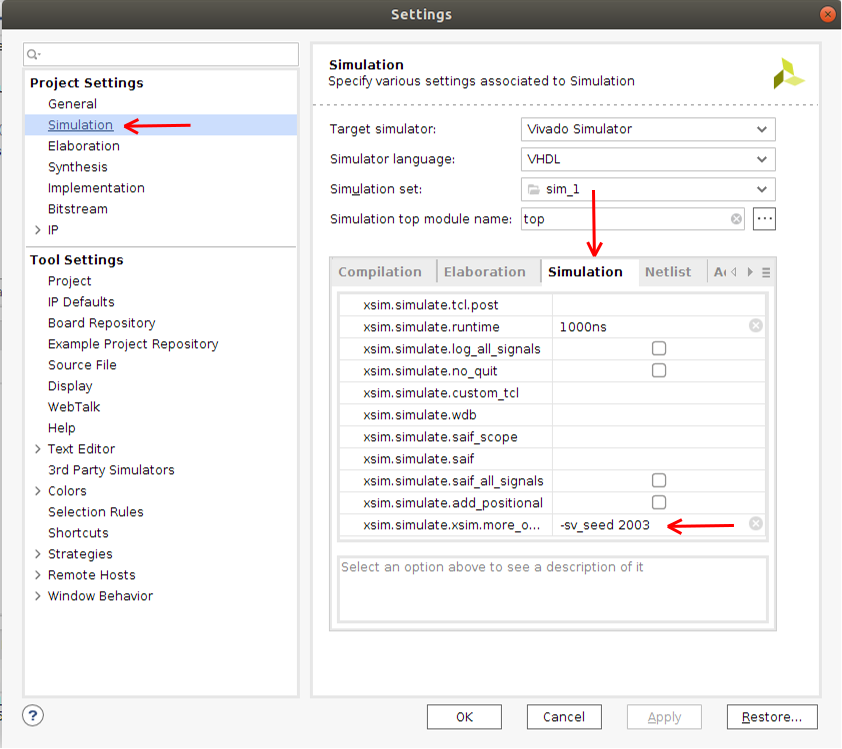 Settings
Project Settings
General
Simulation
Elaboration
Synthesis
Implementation
Bitstream
IP
Tool Settings
Project
IP Defaults
Board Repository
Example Project Repository
Source File
Display
WebTalk
Help
Text Editor
3rd Party Simulators
Colors
Selection Rules
Shortcuts
Strategies
Remote Hosts
Window Behavior
Simulation
Specify various settings associated to Simulation
Target simulator: Vivado Simulator
Simulator language: VHDL
Simulation set: sim_1
Simulation top module name: top ...
Compilation Elaboration Simulation Netlist
xsim.simulate.tcl.post
xsim.simulate.runtime 1000ns
xsim.simulate.log_all_signals
xsim.simulate.no_quit
xsim.simulate.custom_tcl
xsim.simulate.wdb
xsim.simulate.saif_scope
xsim.simulate.saif
xsim.simulate.saif_all_signals
xsim.simulate.add_positional
xsim.simulate.xsim.more_o... -sv_seed 2003
Select an option above to see a description of it
? OK Cancel Apply Restore...